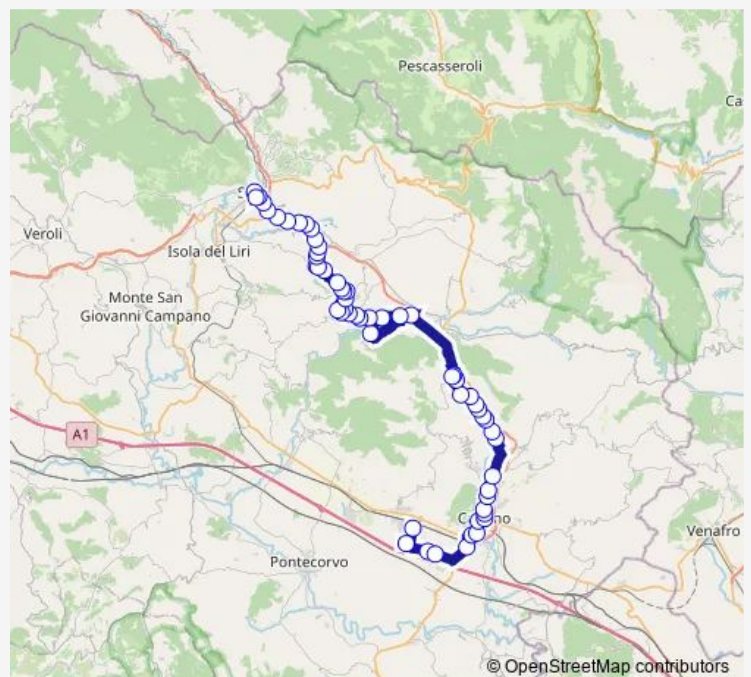 Pescasseroli
Veroli
Isola del Liri
Monte San
Giovanni Campano
A1
Venafro
Pontecorvo
© OpenStreetMap contributors